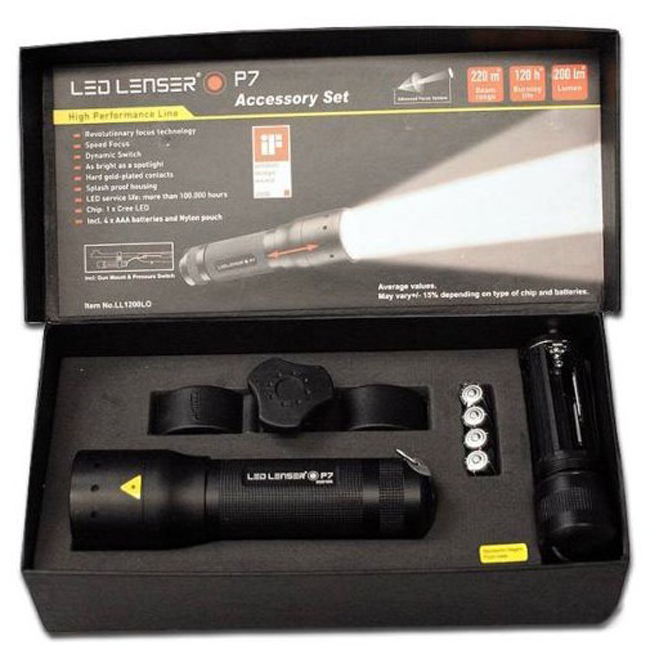 LED LENSER® P7
Accessory Set
High Performance Line
Revolutionary focus technology
Speed Focus
Dynamic Switch
As bright as a spotlight
Hard gold-plated contacts
Splash proof housing
LED service life: more than 100.000 hours
Chip: 1 x Cree LED
Incl. 4 x AAA batteries and Nylon pouch
iF
Advanced Focus System
220 m
Beam range
120 h
Burning life
200 lm
Lumen
LED LENSER P7
Incl: Gun Mount & Pressure Switch
Item No.LL1200LO
Average values.
May vary+/- 15% depending on type of chip and batteries.
LED LENSER P7